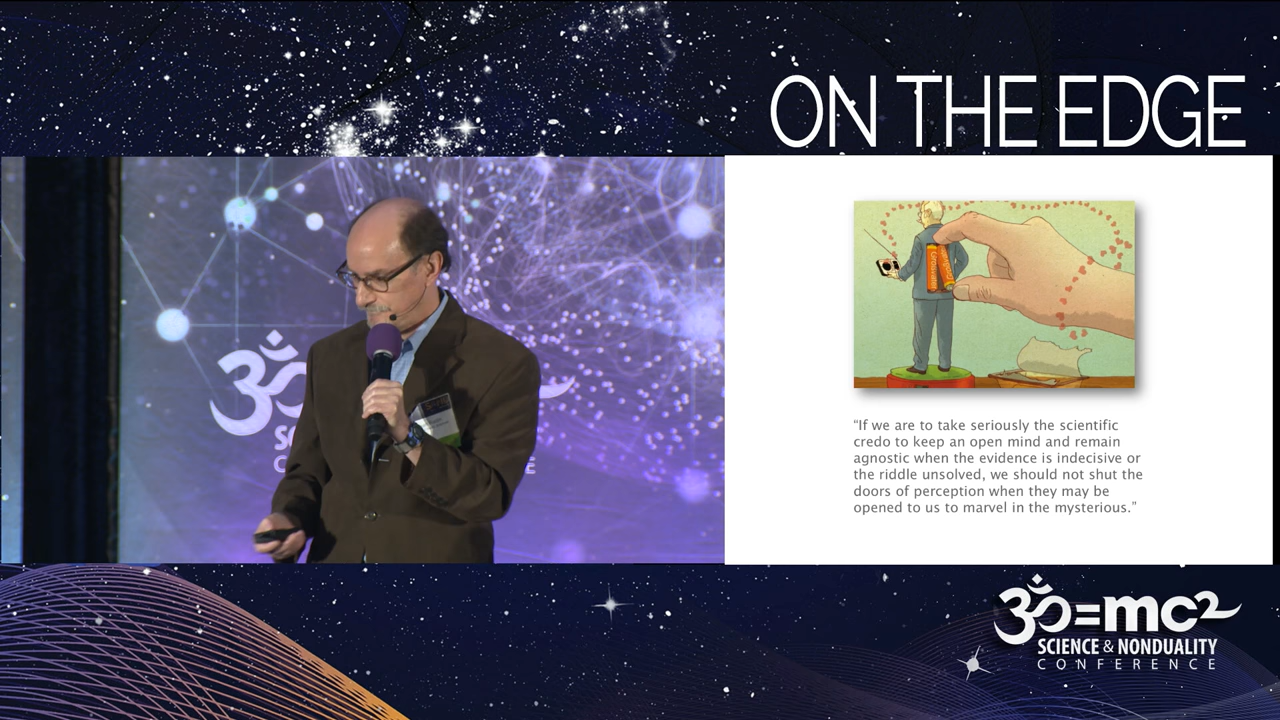 ON THE EDGE
“If we are to take seriously the scientific
credo to keep an open mind and remain
agnostic when the evidence is indecisive or
the riddle unsolved, we should not shut the
doors of perception when they may be
opened to us to marvel in the mysterious.”
ॐ=mc2
SCIENCE & NONDUALITY
CONFERENCE